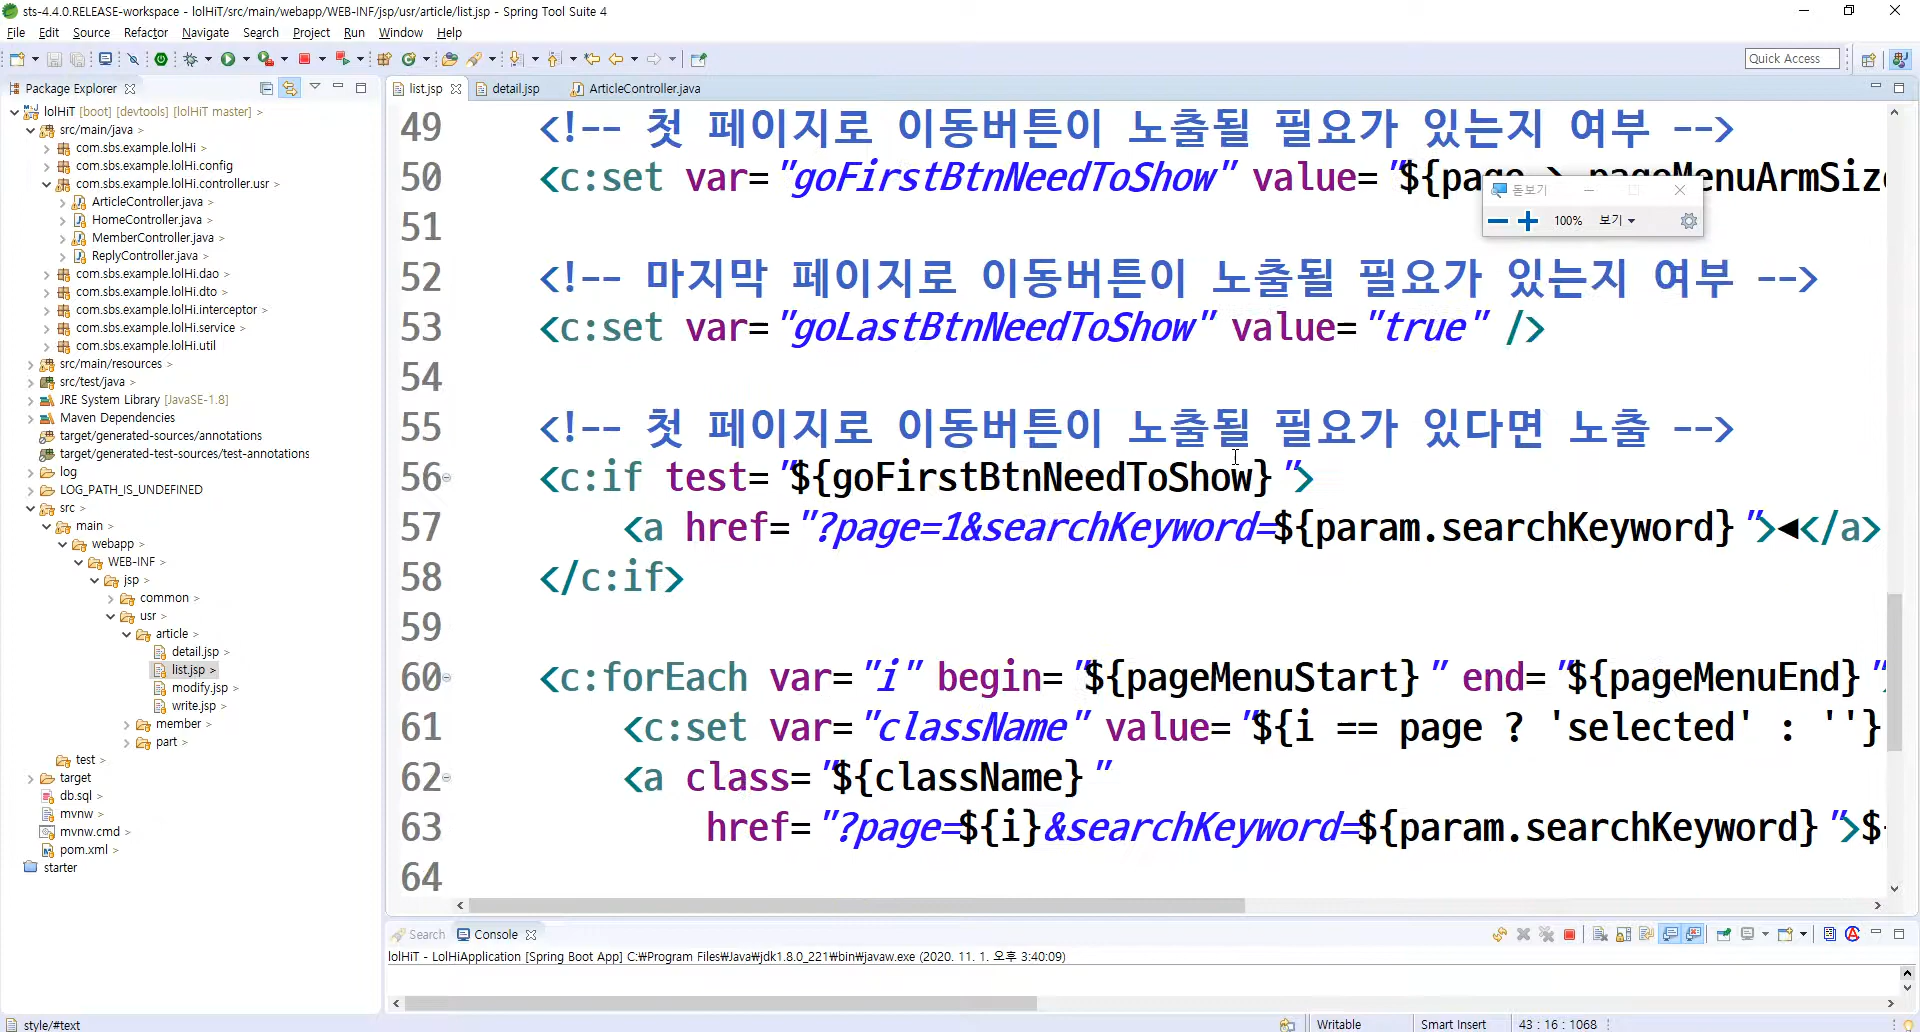 sts-4.4.0.RELEASE-workspace - lolHiT/src/main/webapp/WEB-INF/jsp/usr/article/list.jsp - Spring Tool Suite 4
File Edit Source Refactor Navigate Search Project Run Window Help
Quick Access
Package Explorer
lolHiT [boot] [devtools] [lolHiT master] >
src/main/java >
com.sbs.example.lolHi >
com.sbs.example.lolHi.config
com.sbs.example.lolHi.controller.usr >
ArticleController.java >
HomeController.java >
MemberController.java >
ReplyController.java >
com.sbs.example.lolHi.dao >
com.sbs.example.lolHi.dto >
com.sbs.example.lolHi.interceptor >
com.sbs.example.lolHi.service >
com.sbs.example.lolHi.util
src/main/resources >
src/test/java >
JRE System Library [JavaSE-1.8]
Maven Dependencies
target/generated-sources/annotations
target/generated-test-sources/test-annotations
log
LOG_PATH_IS_UNDEFINED
src >
main >
webapp >
WEB-INF >
jsp >
common >
usr >
article >
detail.jsp >
list.jsp >
modify.jsp >
write.jsp >
member >
part >
test >
target
db.sql >
mvnw >
mvnw.cmd >
pom.xml >
starter
list.jsp detail.jsp ArticleController.java
49 <!-- 첫 페이지로 이동버튼이 노출될 필요가 있는지 여부 -->
50 <c:set var="goFirstBtnNeedToShow" value="${page > pageMenuArmSize
51
52 <!-- 마지막 페이지로 이동버튼이 노출될 필요가 있는지 여부 -->
53 <c:set var="goLastBtnNeedToShow" value="true" />
54
55 <!-- 첫 페이지로 이동버튼이 노출될 필요가 있다면 노출 -->
56 <c:if test="${goFirstBtnNeedToShow}">
57 <a href="?page=1&searchKeyword=${param.searchKeyword}">◀</a>
58 </c:if>
59
60 <c:forEach var="i" begin="${pageMenuStart}" end="${pageMenuEnd}"
61 <c:set var="className" value="${i == page ? 'selected' : ''}
62 <a class="${className}"
63 href="?page=${i}&searchKeyword=${param.searchKeyword}">$
64
돋보기
100% 보기
Search Console
lolHiT - LolHiApplication [Spring Boot App] C:₩Program Files₩Java₩jdk1.8.0_221₩bin₩javaw.exe (2020. 11. 1. 오후 3:40:09)
style/#text
Writable Smart Insert 43 : 16 : 1068